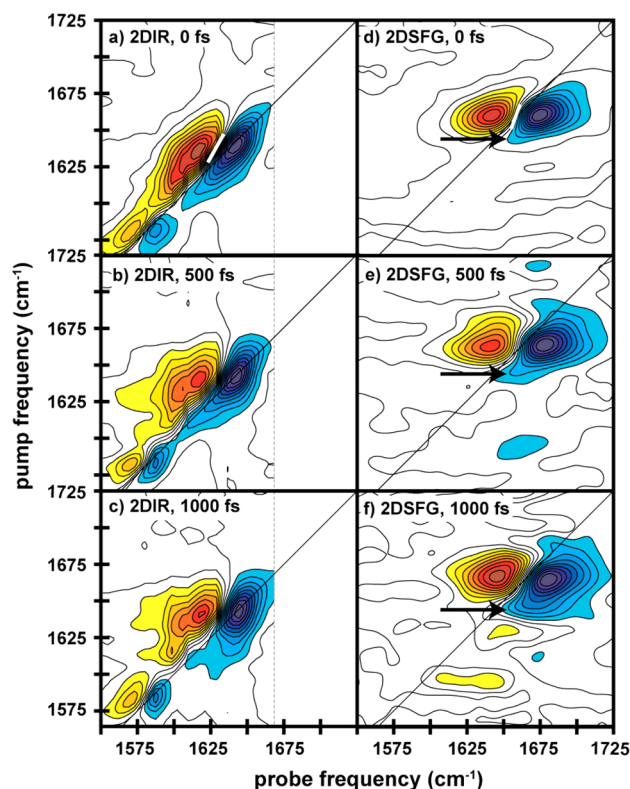 1725
a) 2DIR, 0 fs
d) 2DSFG, 0 fs
1675
1625
1725
b) 2DIR, 500 fs
e) 2DSFG, 500 fs
1675
1625
1725
c) 2DIR, 1000 fs
f) 2DSFG, 1000 fs
1675
1625
1575
1575 1625 1675 1625 1675 1725
pump frequency (cm⁻¹)
probe frequency (cm⁻¹)